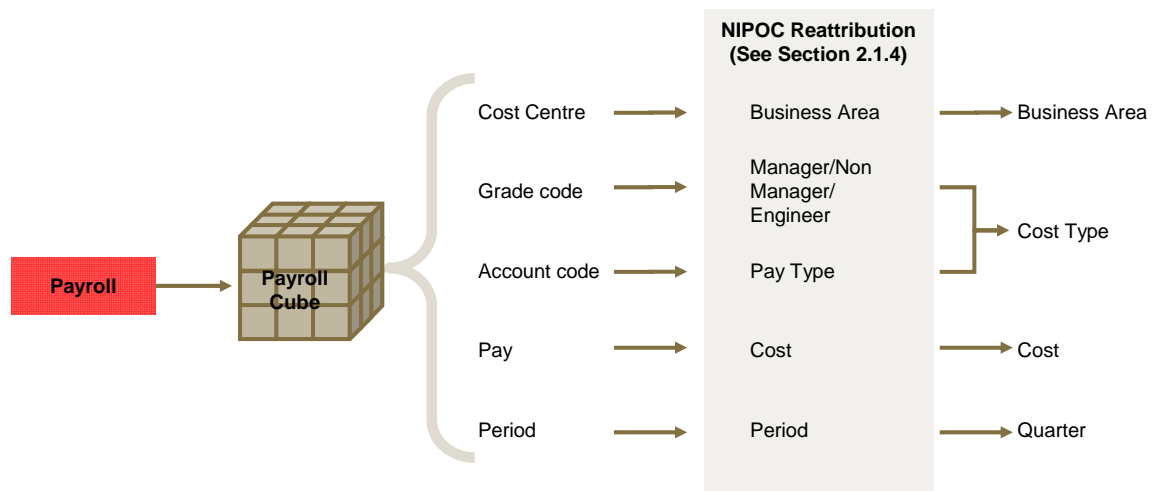 NIPOC Reattribution
(See Section 2.1.4)
Cost Centre
Business Area
Business Area
Grade code
Manager/Non
Manager/
Engineer
Cost Type
Account code
Pay Type
Payroll
Payroll
Cube
Pay
Cost
Cost
Period
Period
Quarter